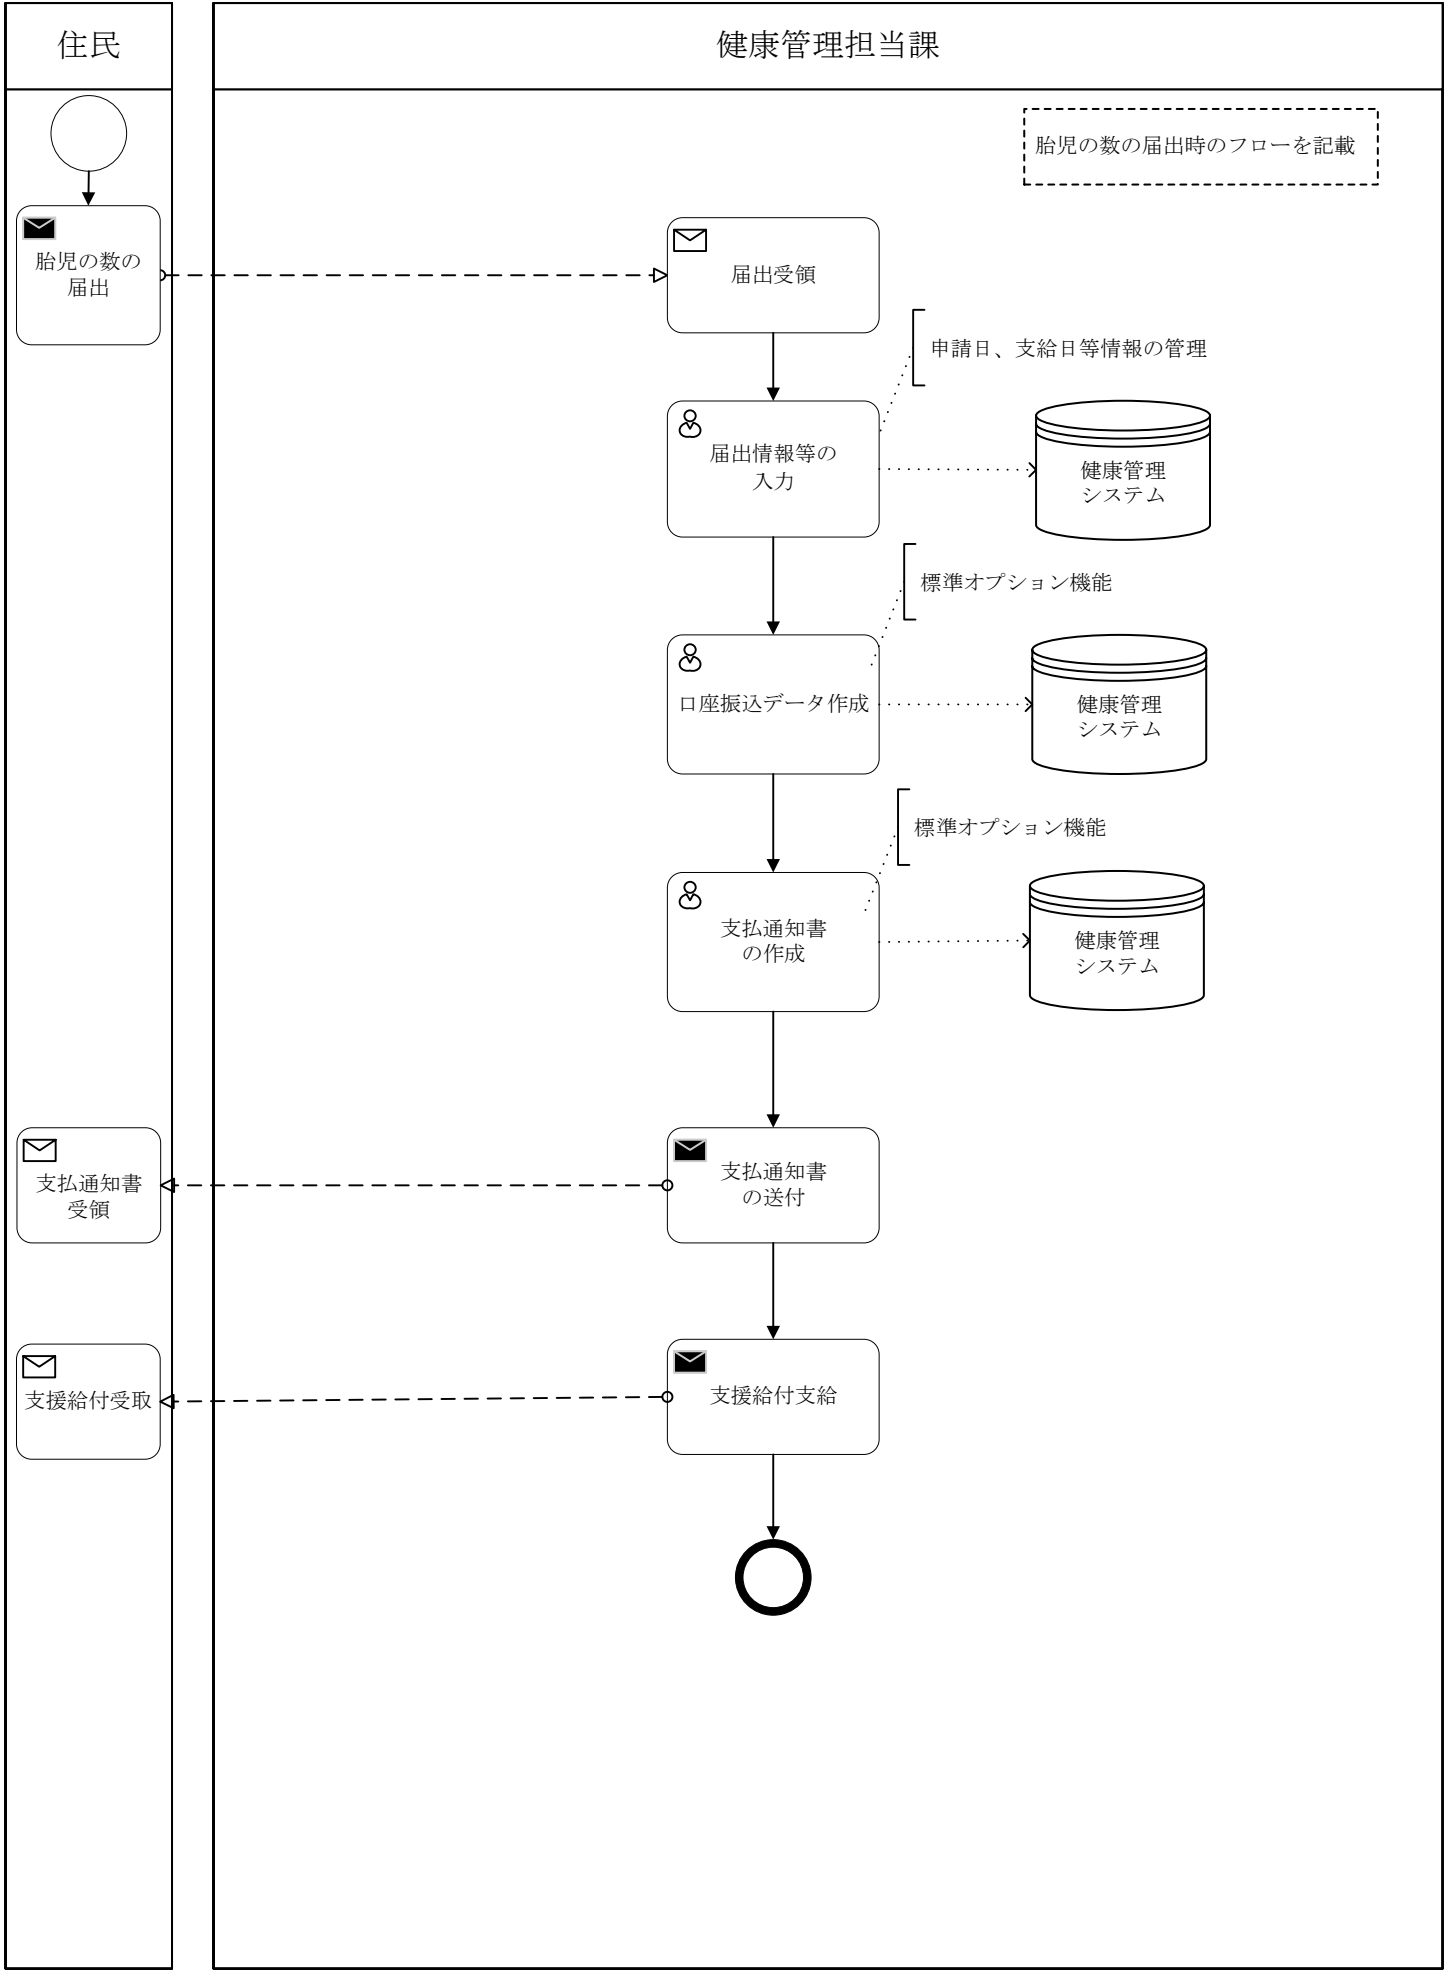 住民
健康管理担当課
胎児の数の届出時のフローを記載
胎児の数の
届出
届出受領
申請日、支給日等情報の管理
届出情報等の
入力
健康管理
システム
標準オプション機能
口座振込データ作成
健康管理
システム
標準オプション機能
支払通知書
の作成
健康管理
システム
支払通知書
受領
支払通知書
の送付
支援給付受取
支援給付支給